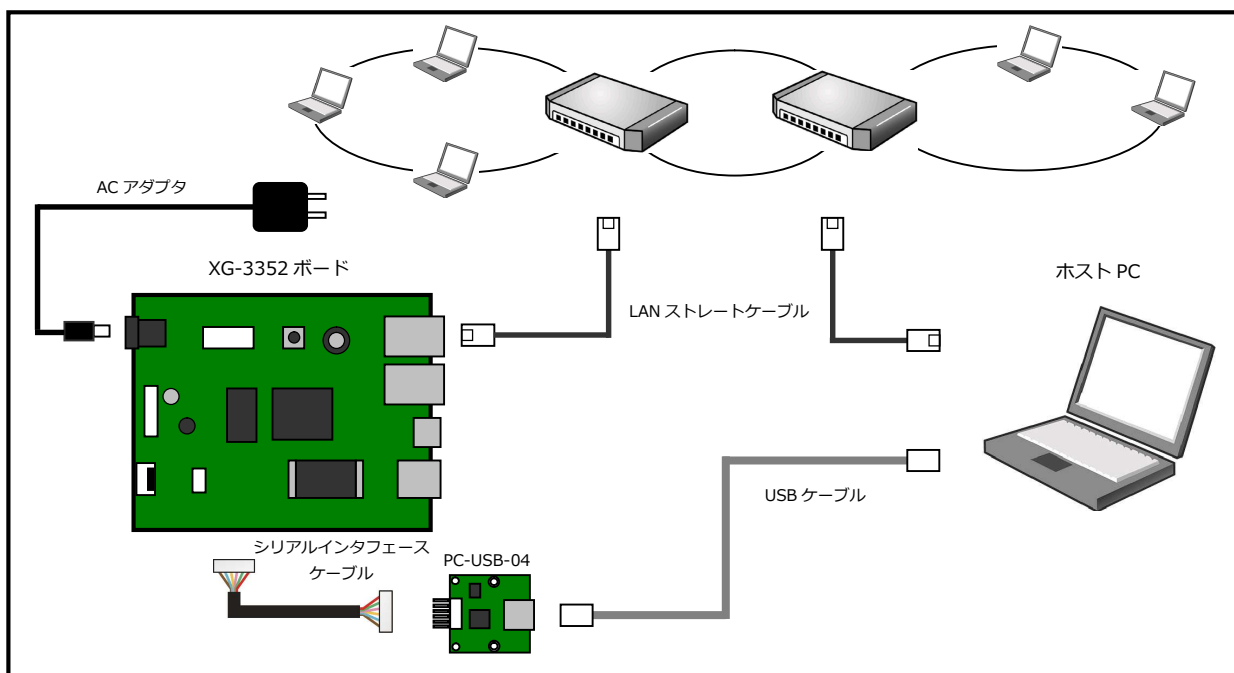 AC アダプタ
XG-3352 ボード
ホスト PC
LAN ストレートケーブル
USB ケーブル
シリアルインタフェース
ケーブル
PC-USB-04